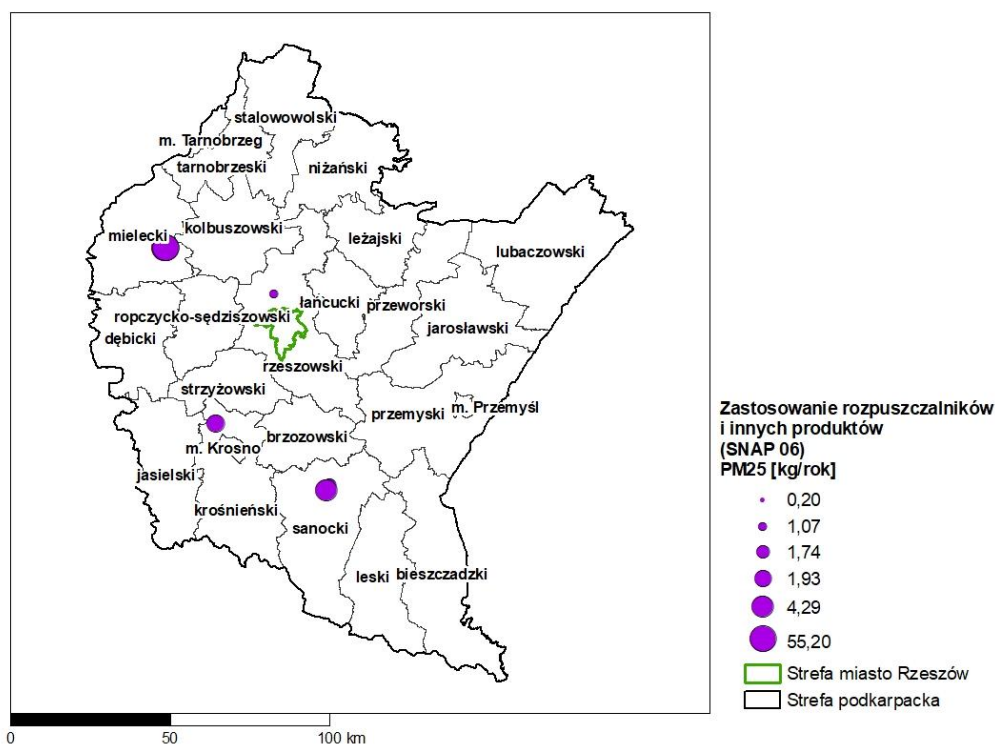 stalowowolski
m. Tarnobrzeg
tarnobrzeski
niżański
mielecki
kolbuszowski
leżajski
lubaczowski
ropczycko-sędziszowski
łańcucki
przeworski
dębicki
jarosławski
rzeszowski
strzyżowski
przemyski
m. Przemyśl
m. Krosno
brzozowski
jasielski
krośnieński
sanocki
leski
bieszczadzki
Zastosowanie rozpuszczalników
i innych produktów
(SNAP 06)
PM25 [kg/rok]
0,20
1,07
1,74
1,93
4,29
55,20
Strefa miasto Rzeszów
Strefa podkarpacka
0 50 100 km